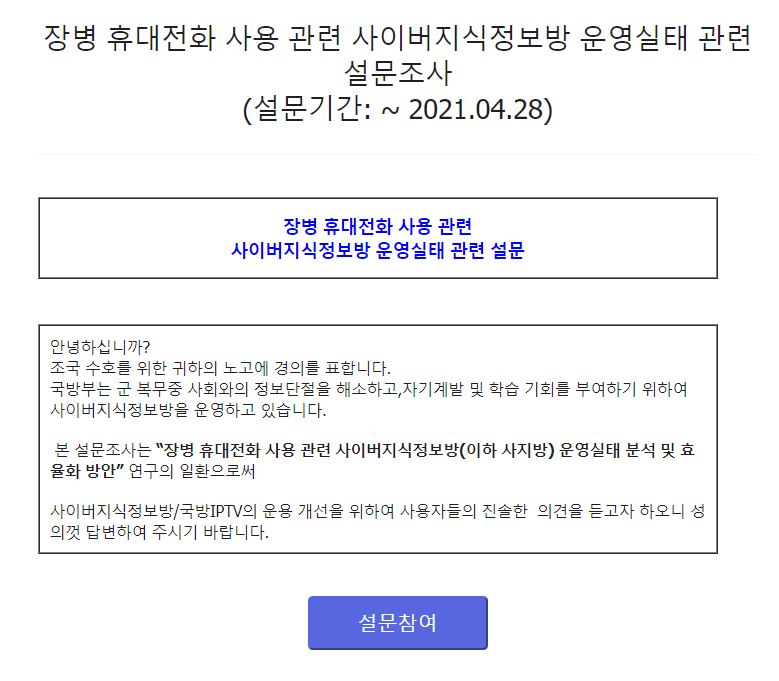 장병 휴대전화 사용 관련 사이버지식정보방 운영실태 관련
설문조사
(설문기간: ~ 2021.04.28)
장병 휴대전화 사용 관련
사이버지식정보방 운영실태 관련 설문
안녕하십니까?
조국 수호를 위한 귀하의 노고에 경의를 표합니다.
국방부는 군 복무중 사회와의 정보단절을 해소하고,자기계발 및 학습 기회를 부여하기 위하여
사이버지식정보방을 운영하고 있습니다.
본 설문조사는 “장병 휴대전화 사용 관련 사이버지식정보방(이하 사지방) 운영실태 분석 및 효
율화 방안” 연구의 일환으로써
사이버지식정보방/국방IPTV의 운용 개선을 위하여 사용자들의 진솔한 의견을 듣고자 하오니 성
의껏 답변하여 주시기 바랍니다.
설문참여